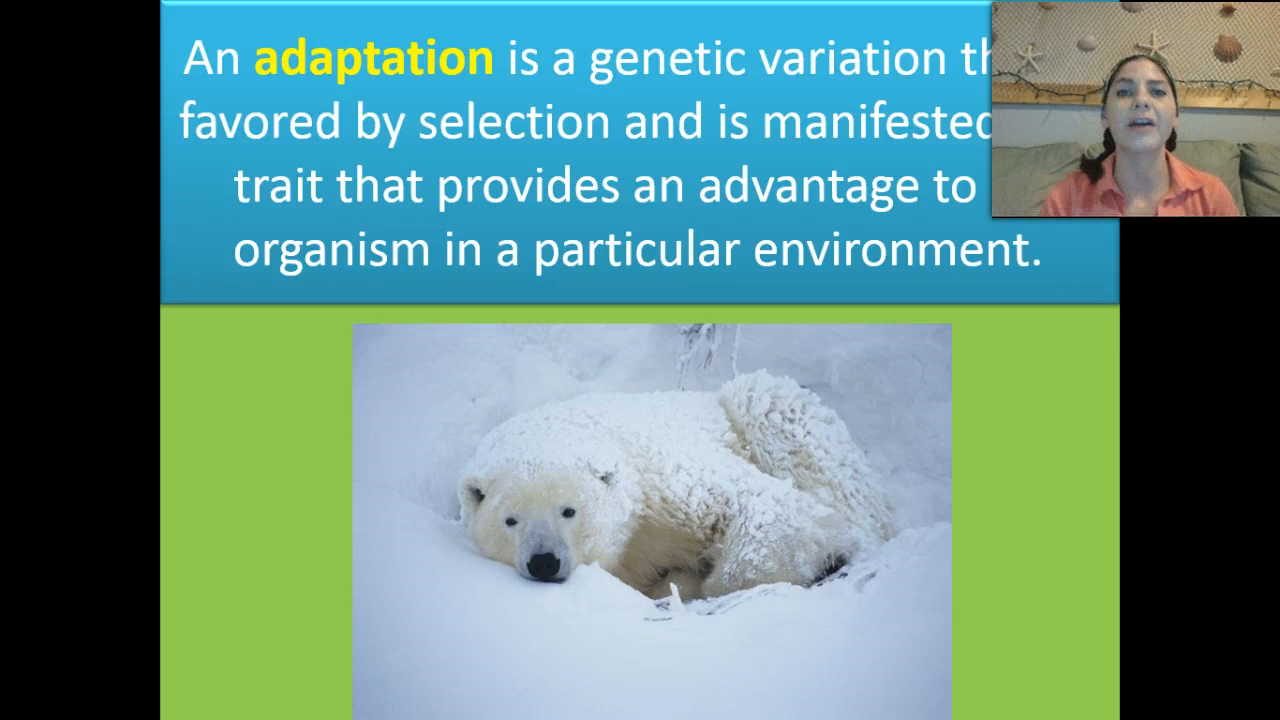 An adaptation is a genetic variation
favored by selection and is manifested
trait that provides an advantage to
organism in a particular environment.